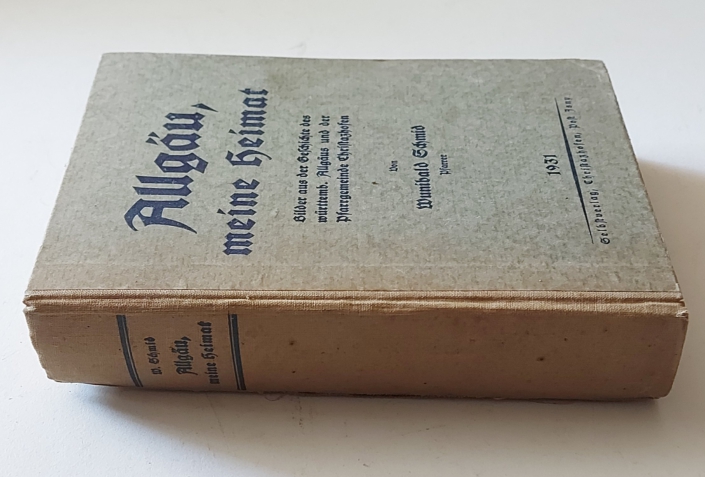 Allgäu,
meine Heimat
Bilder aus der Geschichte des
württemb. Allgäus und der
Pfarrgemeinde Christazhofen
Von
Wunibald Schmid
Pfarrer
1931
Selbstverlag, Christazhofen, Post Isny
W. Schmid
Allgäu,
meine Heimat